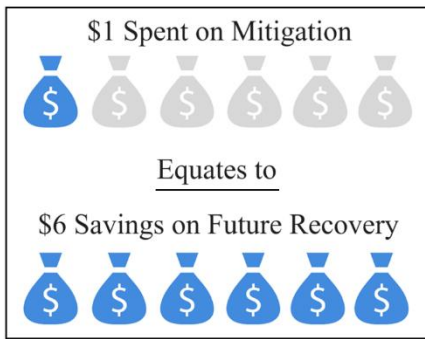 $1 Spent on Mitigation
$ $ $ $ $ $
Equates to
$6 Savings on Future Recovery
$ $ $ $ $ $